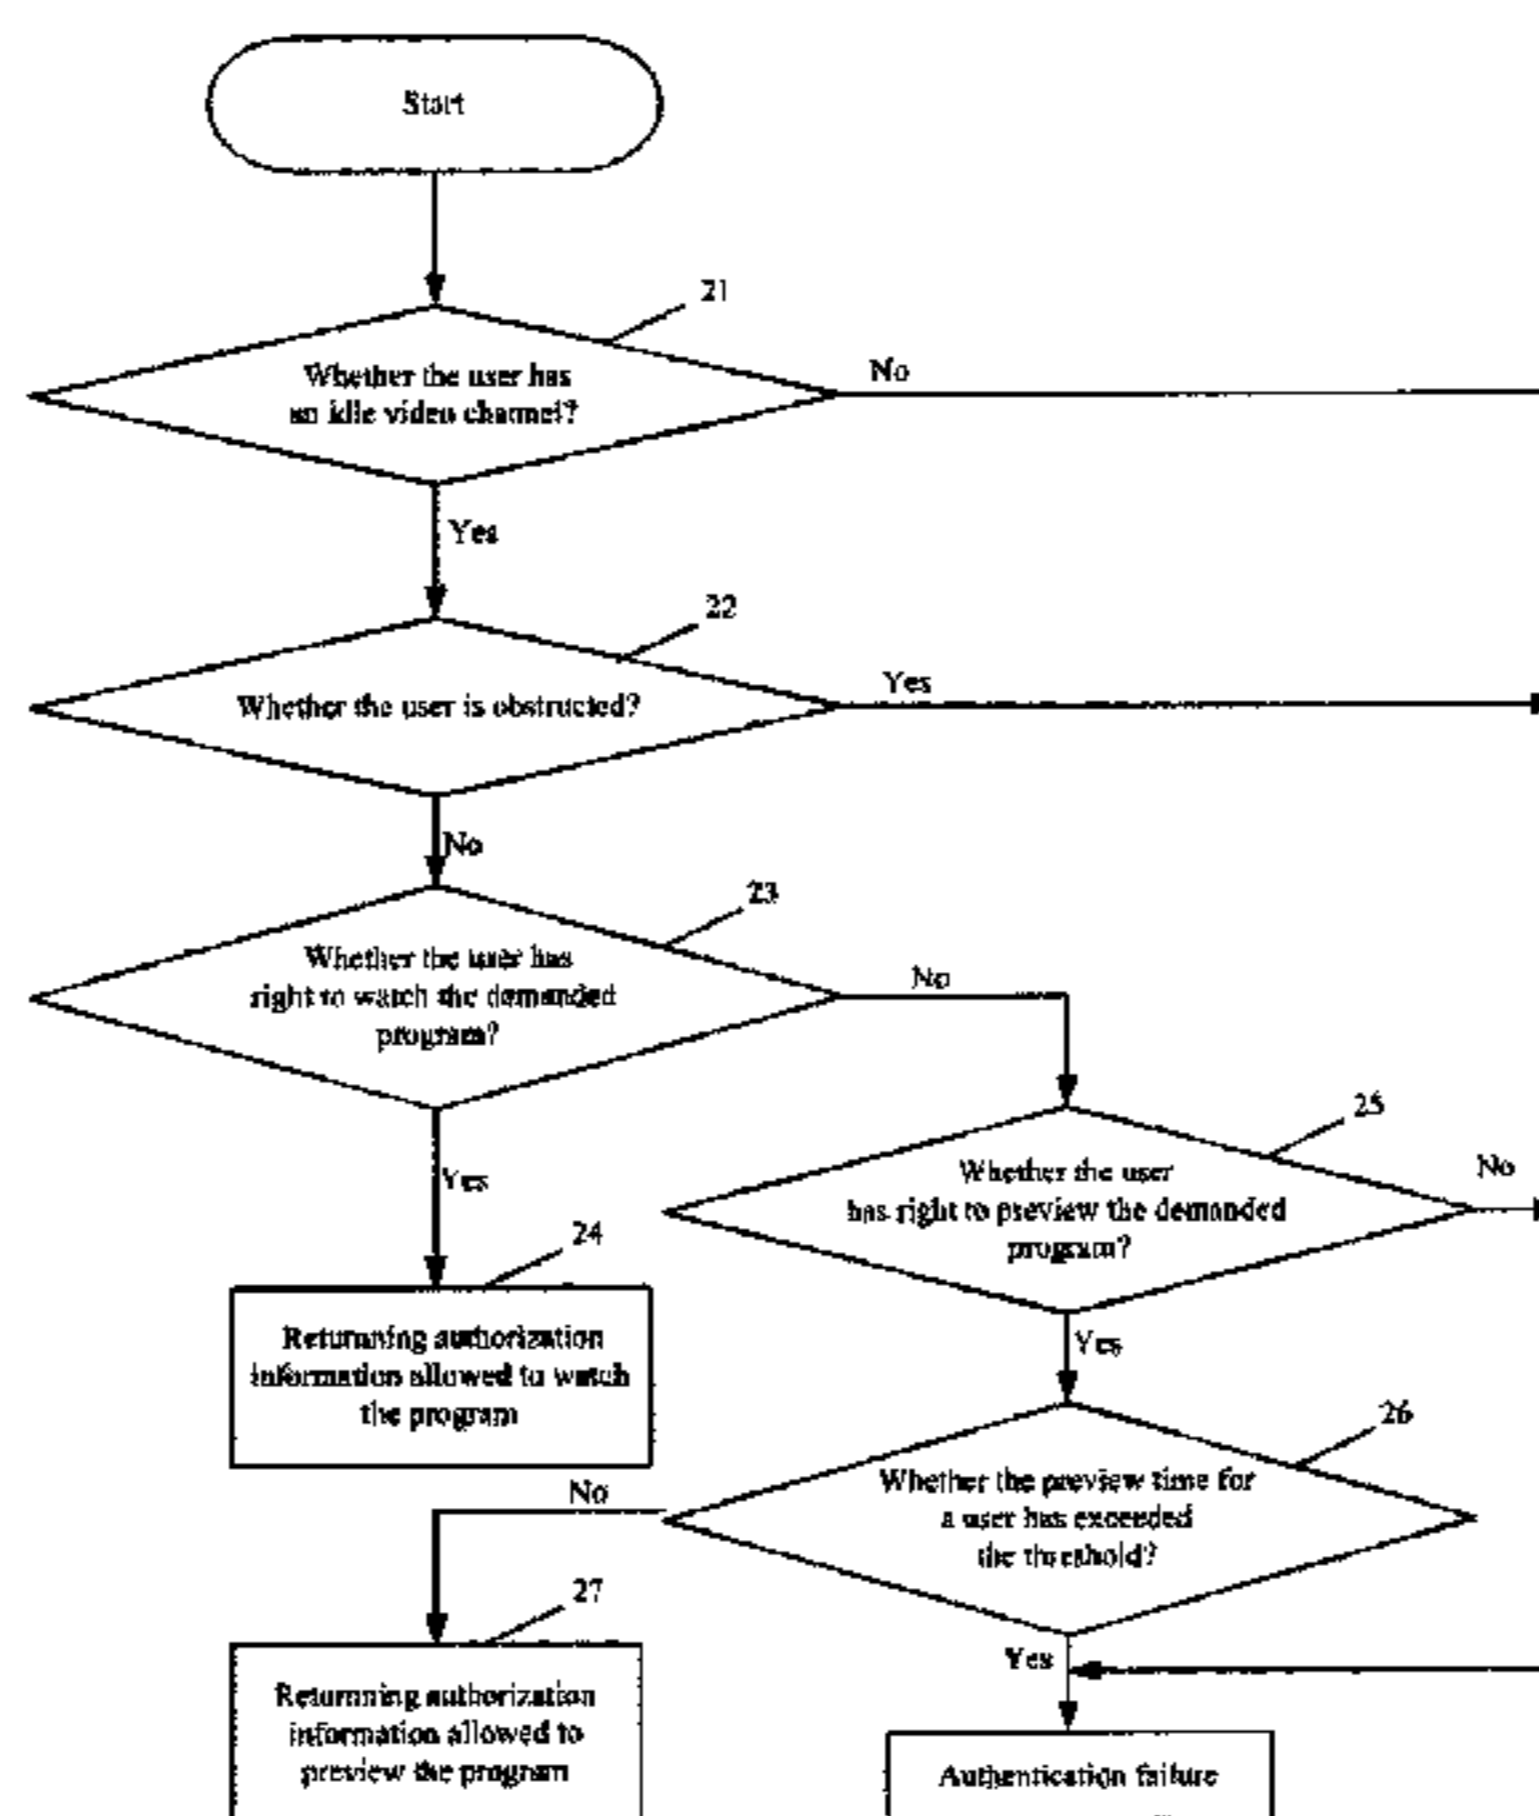 Start
21
Whether the user has
an idle video channel?
No
Yes
22
Whether the user is obstructed?
Yes
No
23
Whether the user has
right to watch the demanded
program?
No
Yes
25
Whether the user
has right to preview the demanded
program?
No
24
Returnning authorization
information allowed to watch
the program
Yes
26
Whether the preview time for
a user has exceeded
the threshold?
No
27
Returnning authorization
information allowed to
preview the program
Yes
Authentication failure